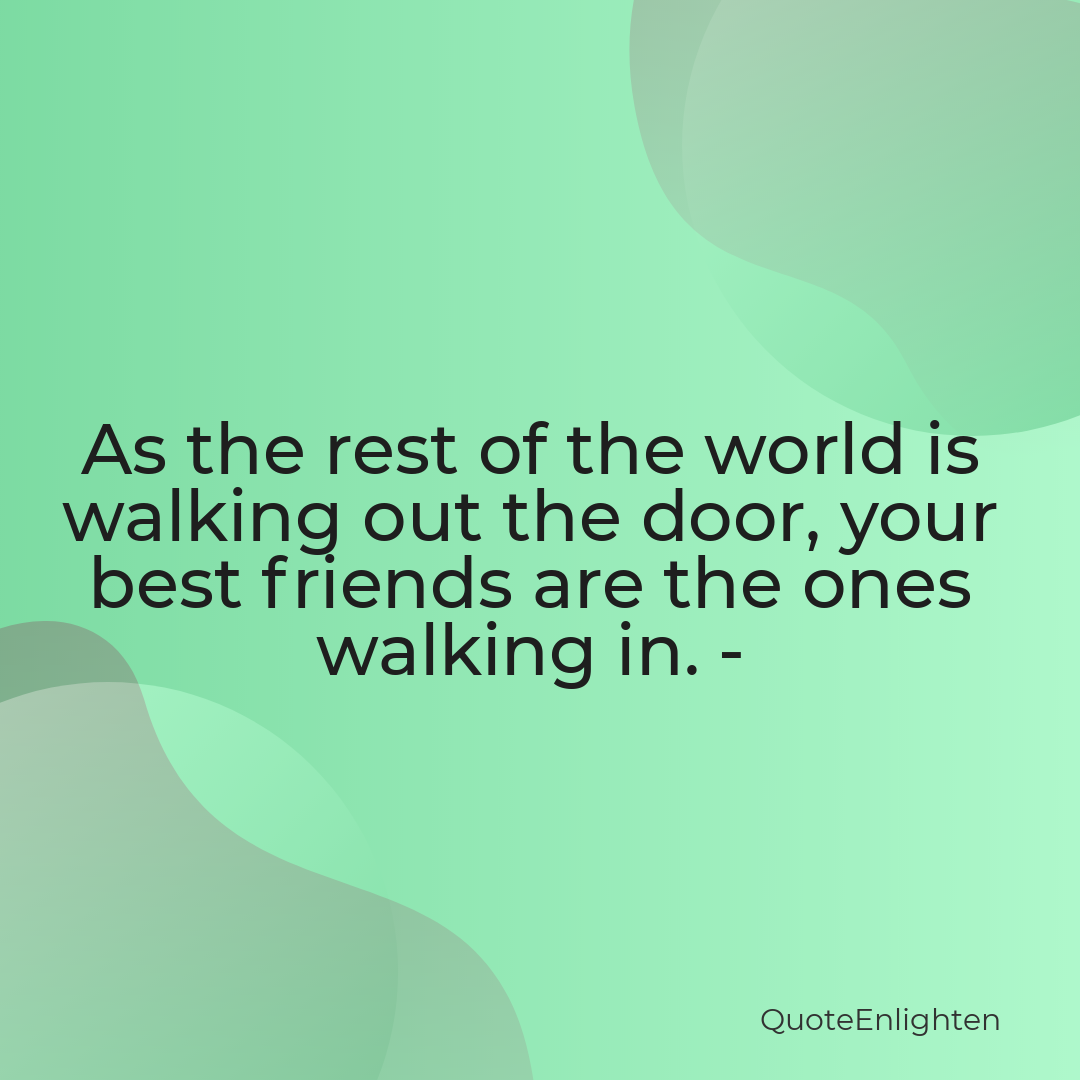 As the rest of the world is
walking out the door, your
best friends are the ones
walking in. -
QuoteEnlighten